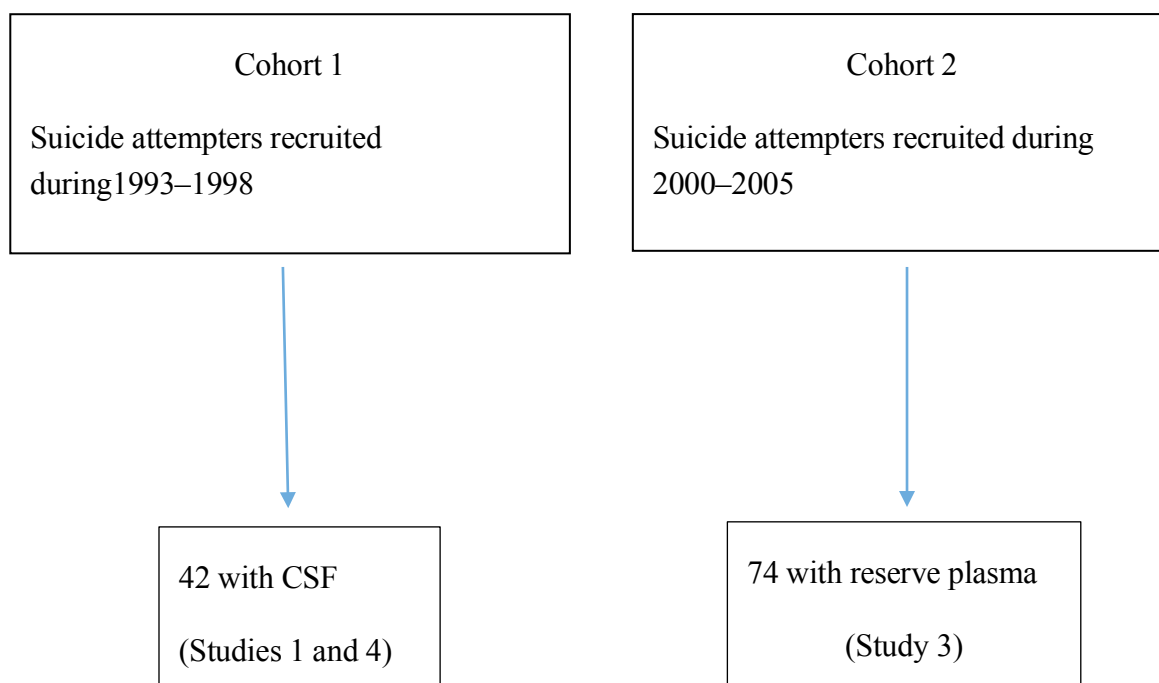 Cohort 1
Suicide attempters recruited
during1993–1998
Cohort 2
Suicide attempters recruited during
2000–2005
42 with CSF
(Studies 1 and 4)
74 with reserve plasma
(Study 3)